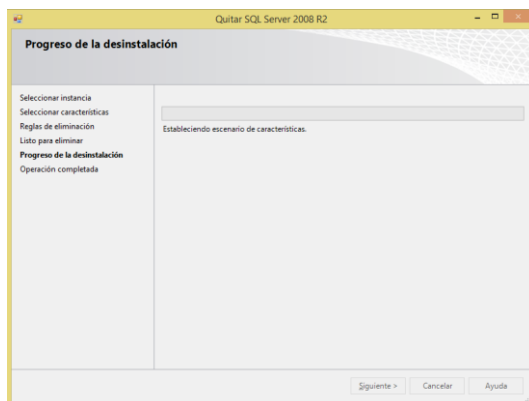 Quitar SQL Server 2008 R2
Progreso de la desinstalación
Seleccionar instancia
Seleccionar características
Reglas de eliminación
Listo para eliminar
Progreso de la desinstalación
Operación completada
Estableciendo escenario de características.
Siguiente >
Cancelar
Ayuda